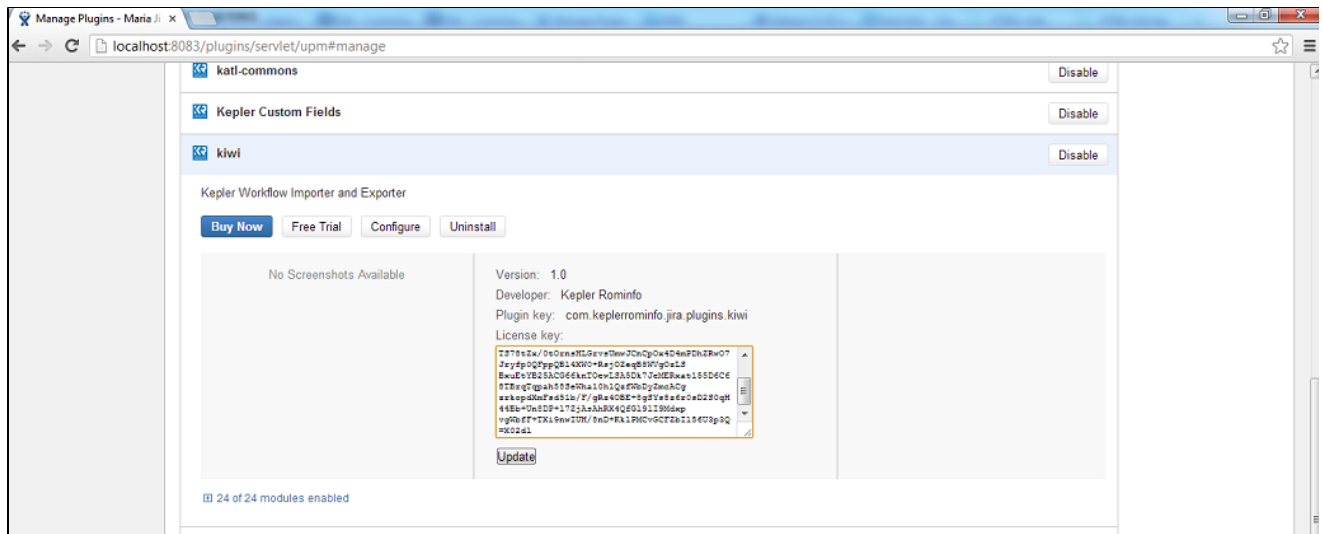 Manage Plugins - Maria Ji
localhost:8083/plugins/servlet/upm#manage
katl-commons
Disable
Kepler Custom Fields
Disable
kiwi
Disable
Kepler Workflow Importer and Exporter
Buy Now Free Trial Configure Uninstall
No Screenshots Available
Version: 1.0
Developer: Kepler Rominfo
Plugin key: com.keplerrominfo.jira.plugins.kiwi
License key:
=X02d1
Update
24 of 24 modules enabled